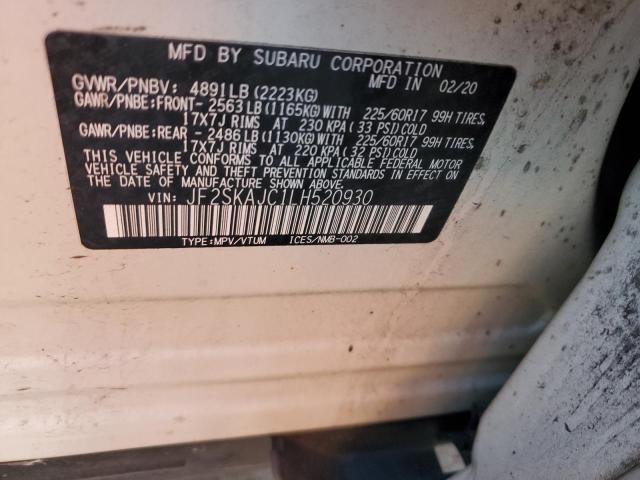 MFD BY SUBARU CORPORATION
GVWR/PNBV: 4891LB(2223KG) MFD IN 02/20
GAWR/PNBE:FRONT- 2563LB(1165KG)WITH 225/60R17 99H TIRES,
17X7J RIMS AT 230 KPA(33 PSI)COLD
GAWR/PNBE:REAR - 2486LB(1130KG)WITH 225/60R17 99H TIRES,
17X7J RIMS AT 220 KPA(32 PSI)COLD
THIS VEHICLE CONFORMS TO ALL APPLICABLE FEDERAL MOTOR
VEHICLE SAFETY AND THEFT PREVENTION STANDARDS IN EFFECT ON
THE DATE OF MANUFACTURE SHOWN ABOVE.
VIN: JF2SKAJC1LH520930
TYPE:MPV/VTUM ICES/NMB-002